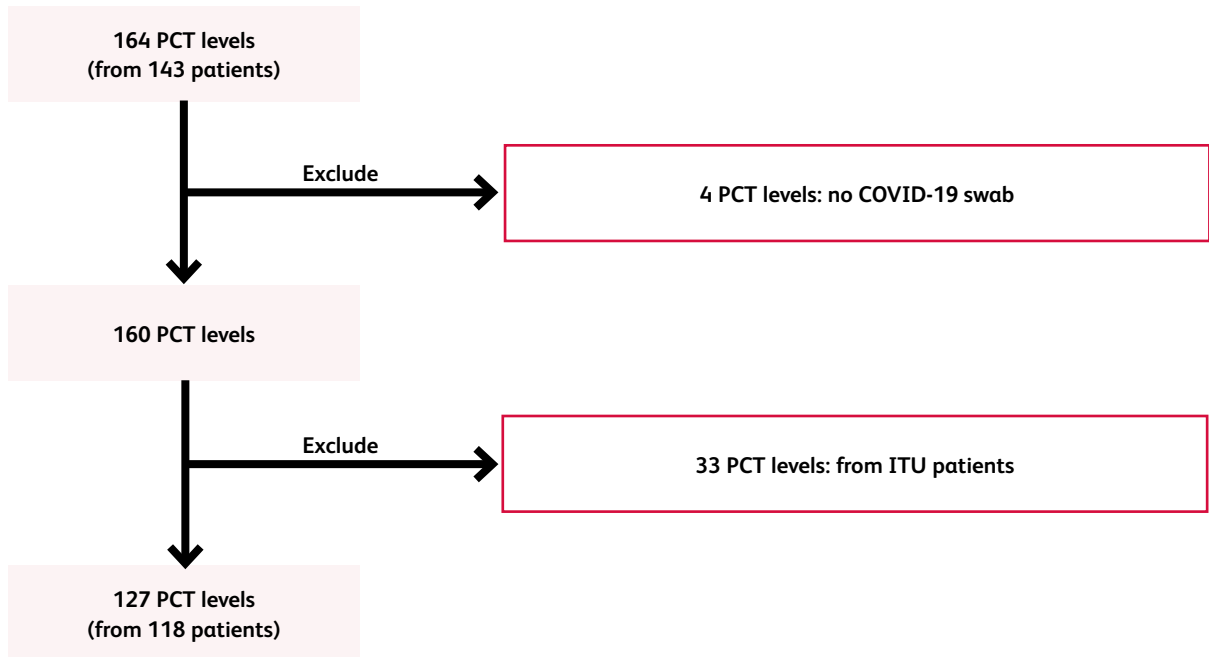 164 PCT levels
(from 143 patients)
Exclude
4 PCT levels: no COVID-19 swab
160 PCT levels
Exclude
33 PCT levels: from ITU patients
127 PCT levels
(from 118 patients)